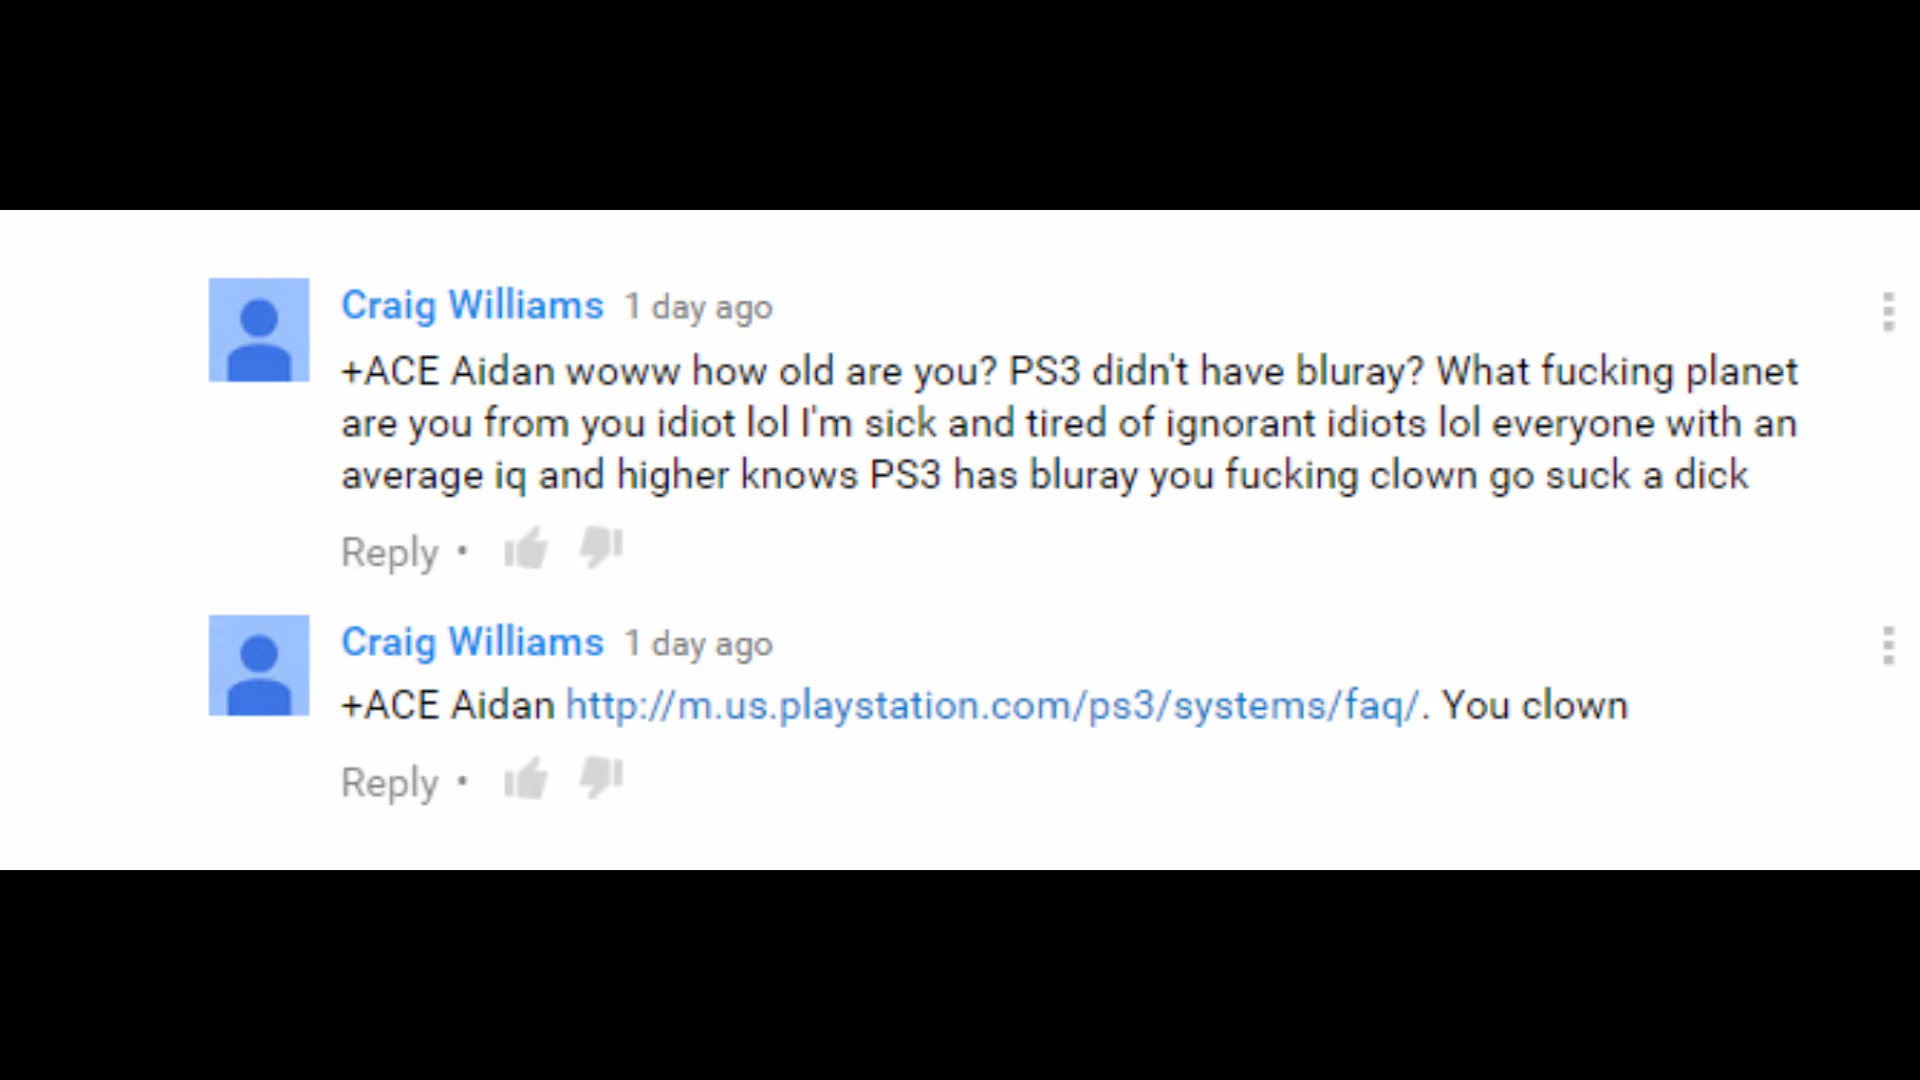 Craig Williams 1 day ago
+ACE Aidan woww how old are you? PS3 didn't have bluray? What fucking planet
are you from you idiot lol I'm sick and tired of ignorant idiots lol everyone with an
average iq and higher knows PS3 has bluray you fucking clown go suck a dick
Reply •
Craig Williams 1 day ago
+ACE Aidan http://m.us.playstation.com/ps3/systems/faq/. You clown
Reply •